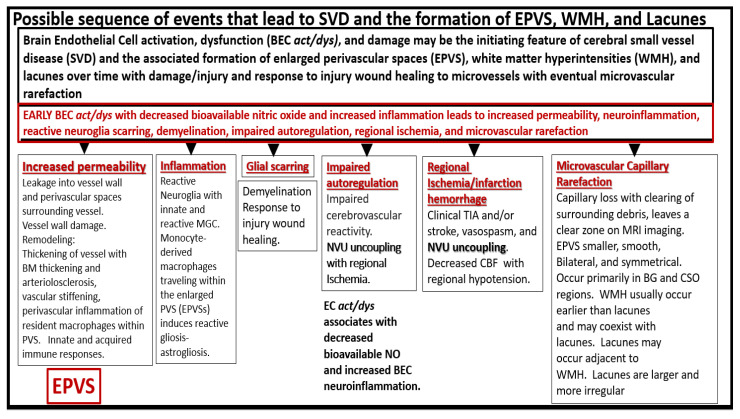 Possible sequence of events that lead to SVD and the formation of EPVS, WMH, and Lacunes
Brain Endothelial Cell activation, dysfunction (BEC act/dys), and damage may be the initiating feature of cerebral small vessel
disease (SVD) and the associated formation of enlarged perivascular spaces (EPVS), white matter hyperintensities (WMH), and
lacunes over time with damage/injury and response to injury wound healing to microvessels with eventual microvascular
rarefaction
EARLY BEC act/dys with decreased bioavailable nitric oxide and increased inflammation leads to increased permeability, neuroinflammation,
reactive neuroglia scarring, demyelination, impaired autoregulation, regional ischemia, and microvascular rarefaction
Increased permeability
Leakage into vessel wall
and perivascular spaces
surrounding vessel.
Vessel wall damage.
Remodeling:
Thickening of vessel with
BM thickening and
arteriolosclerosis,
vascular stiffening,
perivascular inflammation of
resident macrophages within
PVS. Innate and acquired
immune responses.
EPVS
Inflammation
Reactive
Neuroglia with
innate and
reactive MGC.
Monocyte-
derived
macrophages
traveling within
the enlarged
PVS (EPVSs)
induces reactive
gliosis-
astrogliosis.
Glial scarring
Demyelination
Response to
injury wound
healing.
Impaired
autoregulation
Impaired
cerebrovascular
reactivity.
NVU uncoupling
with regional
Ischemia.
EC act/dys
associates with
decreased
bioavailable NO
and increased BEC
neuroinflammation.
Regional
Ischemia/infarction
hemorrhage
Clinical TIA and/or
stroke, vasospasm, and
NVU uncoupling.
Decreased CBF with
regional hypotension.
Microvascular Capillary
Rarefaction
Capillary loss with clearing of
surrounding debris, leaves a
clear zone on MRI imaging.
EPVS smaller, smooth,
Bilateral, and symmetrical.
Occur primarily in BG and CSO
regions. WMH usually occur
earlier than lacunes
and may coexist with
lacunes. Lacunes may
occur adjacent to
WMH. Lacunes are larger and
more irregular